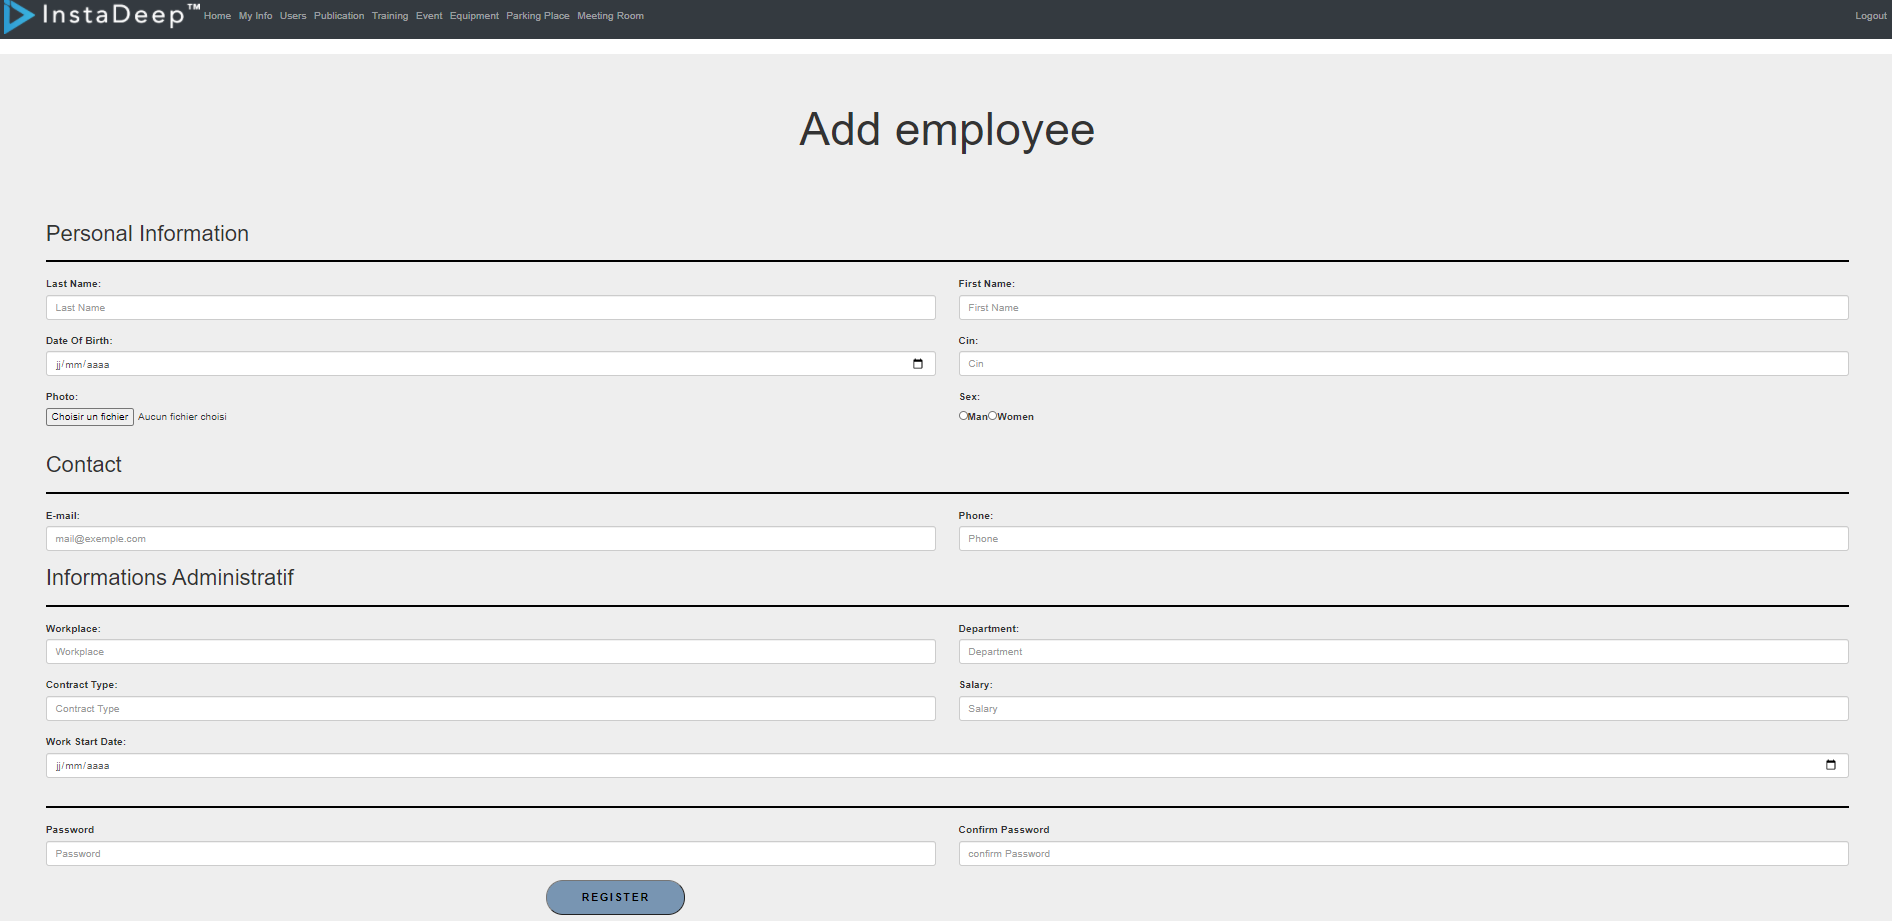 InstaDeep™ Home My Info Users Publication Training Event Equipment Parking Place Meeting Room Logout
Add employee
Personal Information
Last Name: First Name:
Last Name First Name
Date Of Birth: Cin:
jj/mm/aaaa Cin
Photo: Sex:
Choisir un fichier Aucun fichier choisi Man Women
Contact
E-mail: Phone:
mail@exemple.com Phone
Informations Administratif
Workplace: Department:
Workplace Department
Contract Type: Salary:
Contract Type Salary
Work Start Date:
jj/mm/aaaa
Password Confirm Password
Password confirm Password
REGISTER